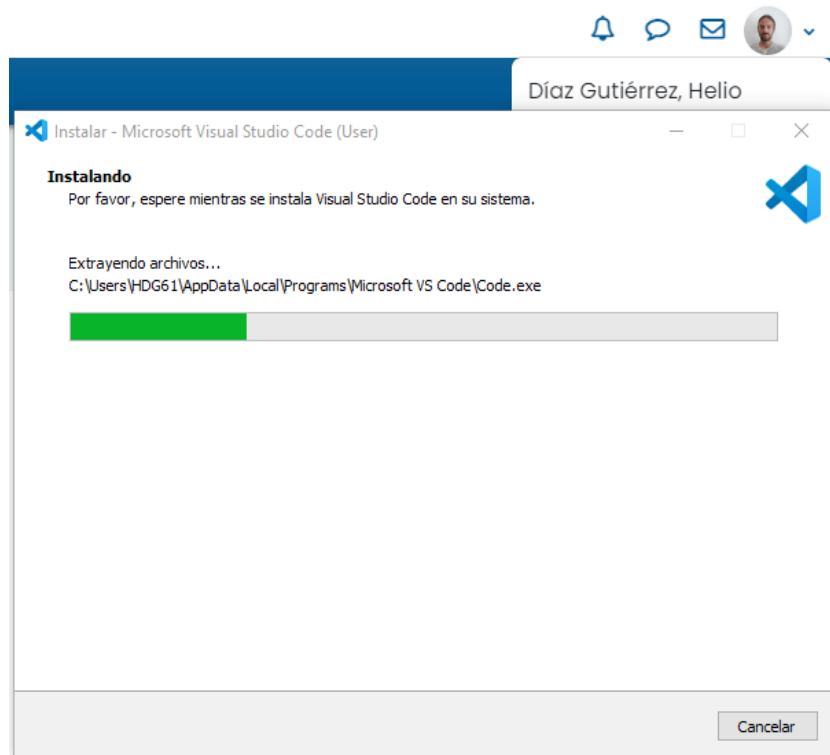 Díaz Gutiérrez, Helio
Instalar - Microsoft Visual Studio Code (User)
Instalando
Por favor, espere mientras se instala Visual Studio Code en su sistema.
Extrayendo archivos...
C:\Users\HDG61\AppData\Local\Programs\Microsoft VS Code\Code.exe
Cancelar